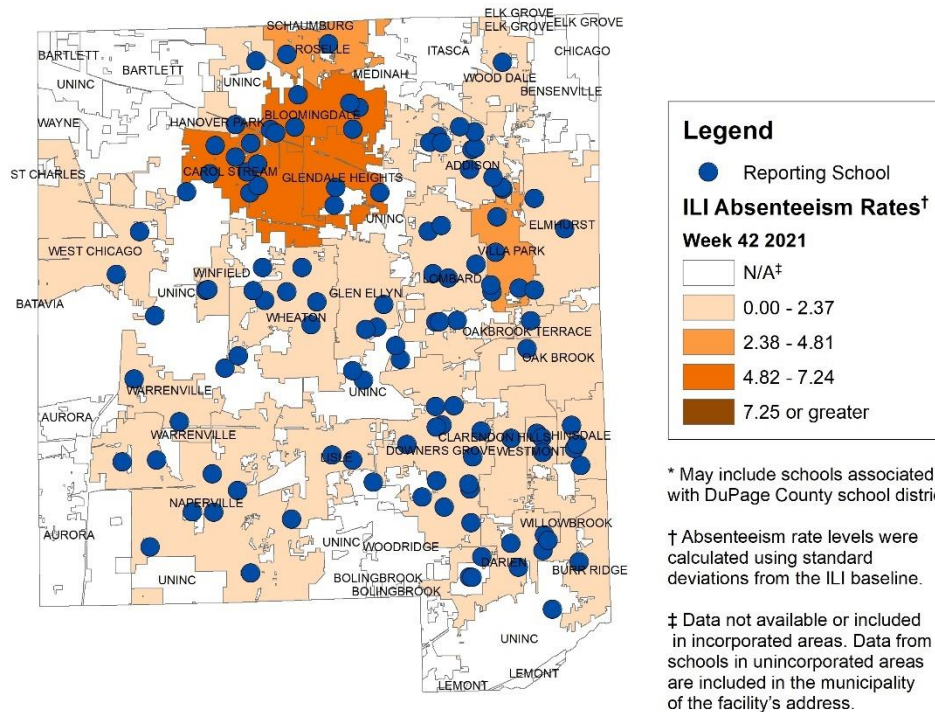 ELK GROVE
ELK GROVE
ELK GROVE
SCHAUMBURG
ROSELLE
BARTLETT
ITASCA
CHICAGO
BARTLETT
MEDINAH
UNINC
UNINC
WOOD DALE
BENSENVILLE
WAYNE
HANOVER PARK
BLOOMINGDALE
ADDISON
ST CHARLES
CAROL STREAM
GLENDALE HEIGHTS
UNINC
ELMHURST
WEST CHICAGO
VILLA PARK
WINFIELD
LOMBARD
UNINC
GLEN ELLYN
BATAVIA
WHEATON
OAKBROOK TERRACE
OAK BROOK
WARRENVILLE
UNINC
AURORA
WARRENVILLE
CLARENDON HILLS
HINSDALE
DOWNERS GROVE
WESTMONT
LISLE
NAPERVILLE
WILLOWBROOK
AURORA
UNINC
WOODRIDGE
DARIEN
BURR RIDGE
UNINC
BOLINGBROOK
BOLINGBROOK
UNINC
LEMONT
LEMONT
Legend
Reporting School
ILI Absenteeism Rates†
Week 42 2021
N/A‡
0.00 - 2.37
2.38 - 4.81
4.82 - 7.24
7.25 or greater
* May include schools associated
with DuPage County school
† Absenteeism rate levels were
calculated using standard
deviations from the ILI baseline.
‡ Data not available or included
in incorporated areas. Data from
schools in unincorporated areas
are included in the municipality
of the facility's address.